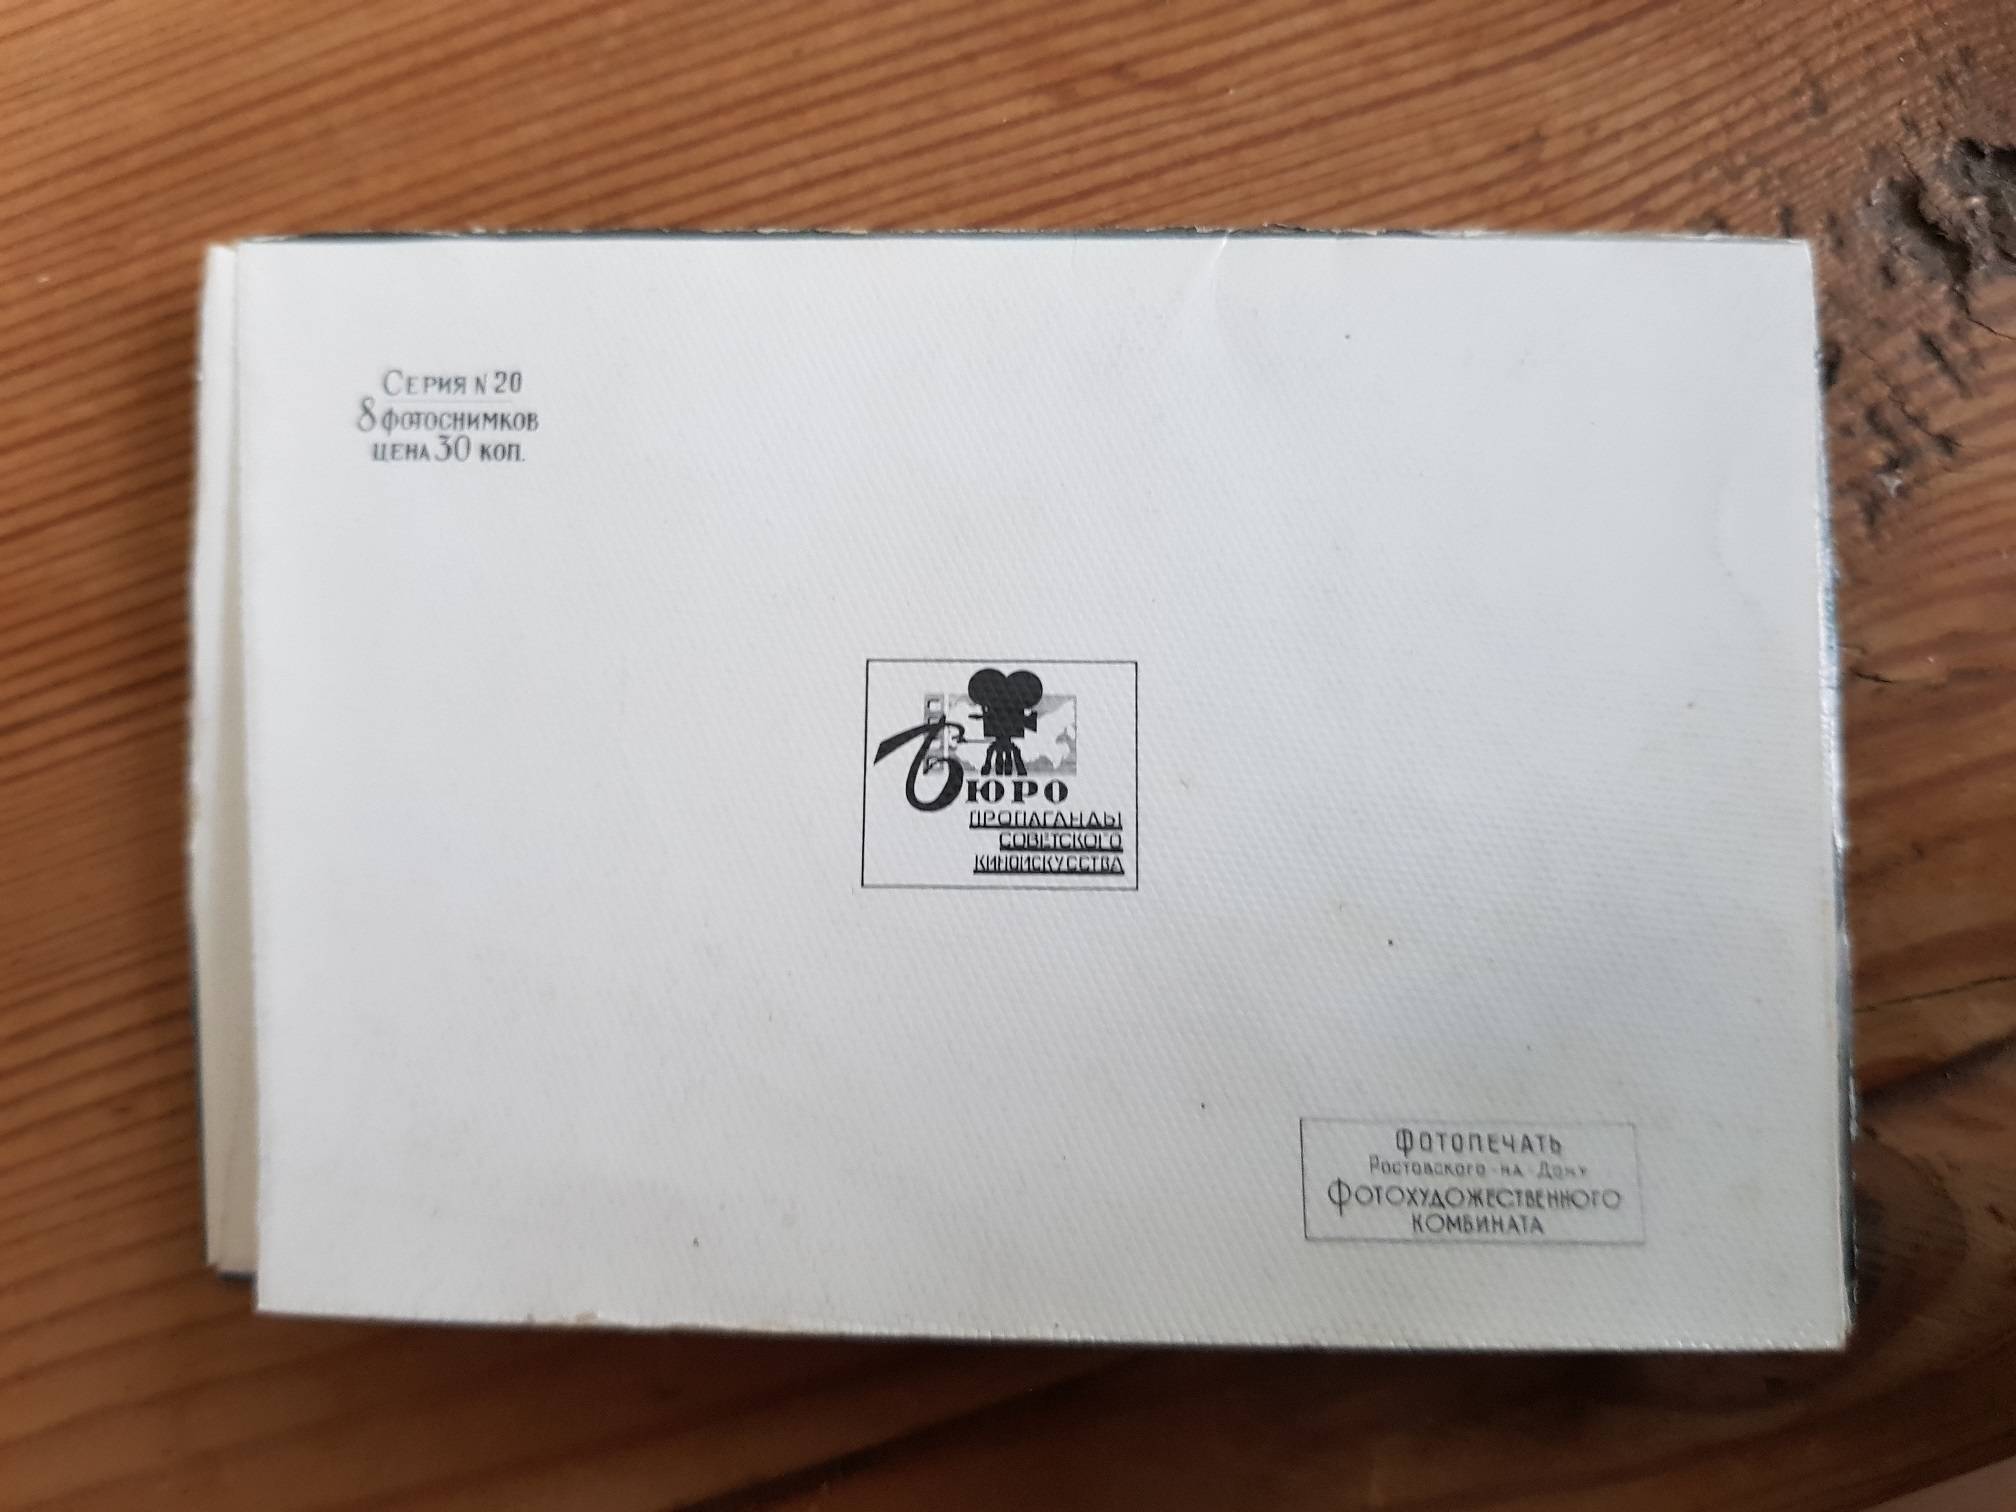 Серия N 20
8 фотоснимков
цена 30 коп.
Бюро
пропаганды
советского
киноискусства
Фотопечать
Ростовского-на-Дону
Фотохудожественного
комбината